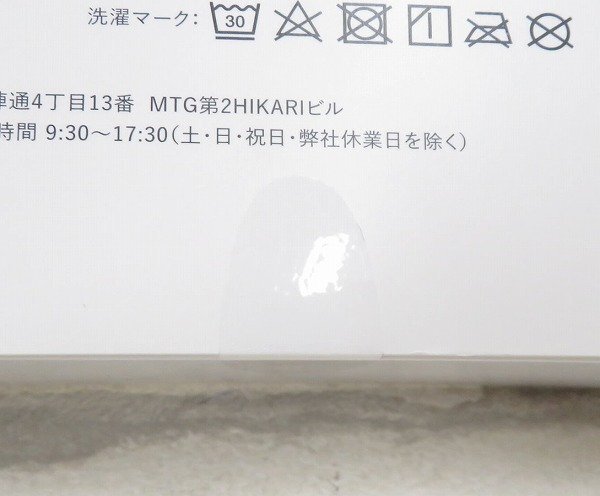 洗濯マーク:
30
通4丁目13番 MTG第2HIKARIビル
時間 9:30〜17:30(土・日・祝日・弊社休業日を除く)